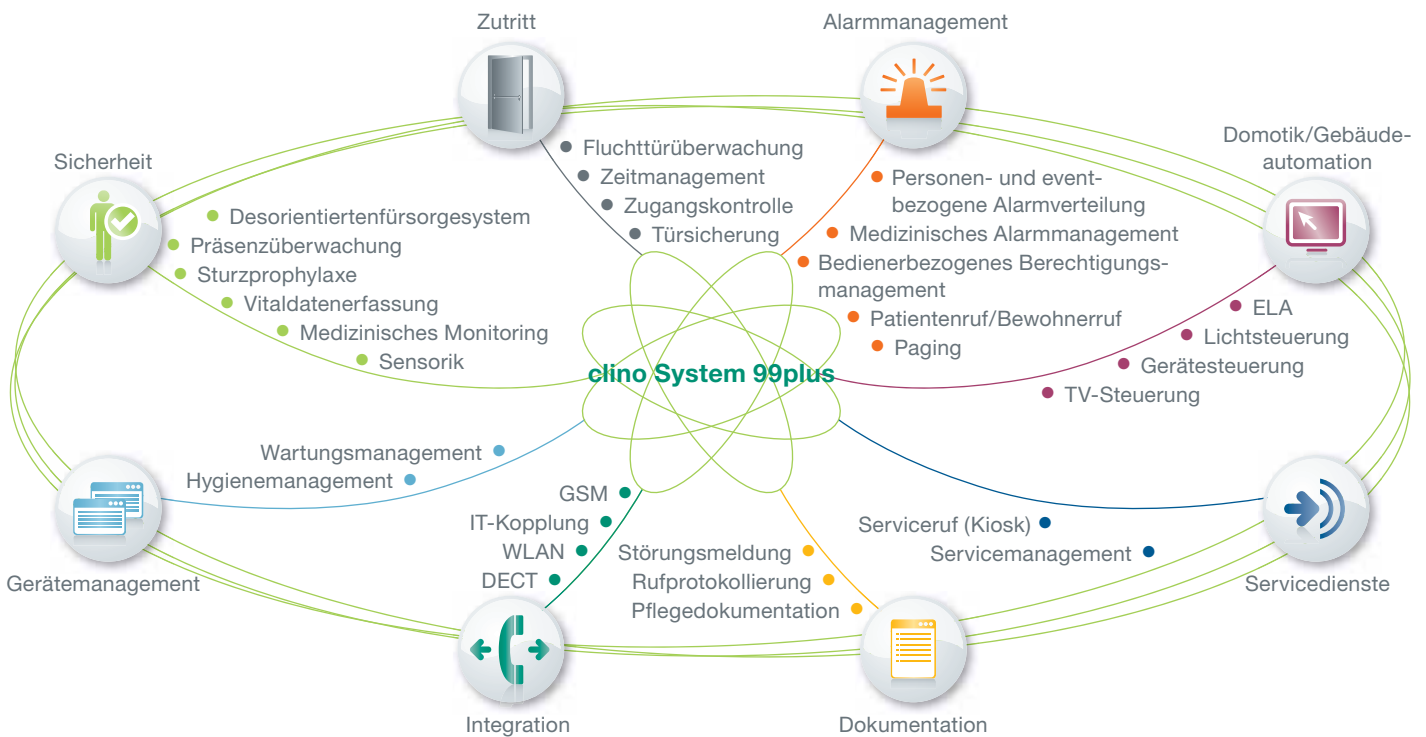 Zutritt
Alarmmanagement
Domotik/Gebäude-
automation
Sicherheit
Fluchttürüberwachung
Zeitmanagement
Zugangskontrolle
Türsicherung
Personen- und event-
bezogene Alarmverteilung
Medizinisches Alarmmanagement
Bedienerbezogenes Berechtigungs-
management
Patientenruf/Bewohnerruf
Paging
Desorientiertenfürsorgesystem
Präsenzüberwachung
Sturzprophylaxe
Vitaldatenerfassung
Medizinisches Monitoring
Sensorik
ELA
Lichtsteuerung
Gerätesteuerung
TV-Steuerung
clino System 99plus
Wartungsmanagement
Hygienemanagement
Gerätemanagement
GSM
IT-Kopplung
WLAN
DECT
Integration
Störungsmeldung
Rufprotokollierung
Pflegedokumentation
Dokumentation
Serviceruf (Kiosk)
Servicemanagement
Servicedienste